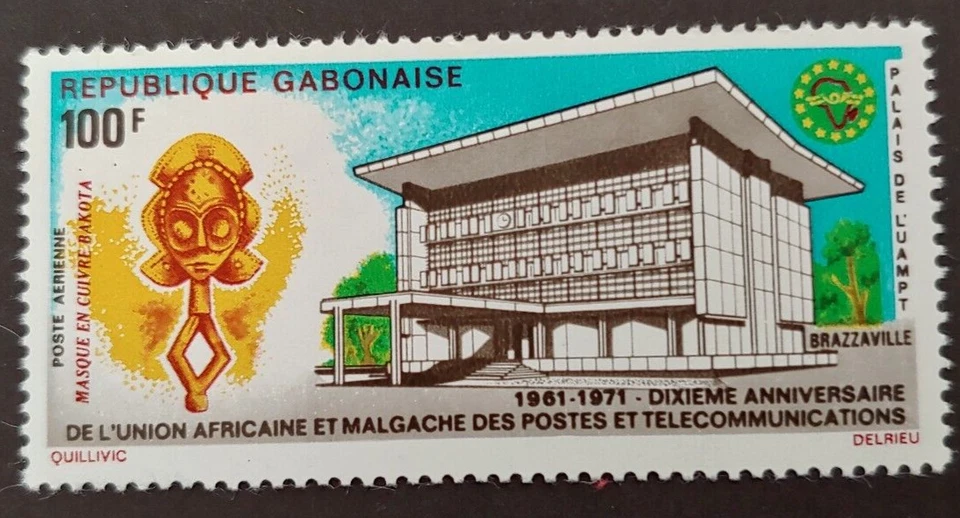 REPUBLIQUE GABONAISE
100F
POSTE AERIENNE
MASQUE EN CUIVRE BAKOTA
PALAIS DE L'UAMPT
BRAZZAVILLE
1961-1971 - DIXIEME ANNIVERSAIRE
DE L'UNION AFRICAINE ET MALGACHE DES POSTES ET TELECOMMUNICATIONS
QUILLIVIC
DELRIEU